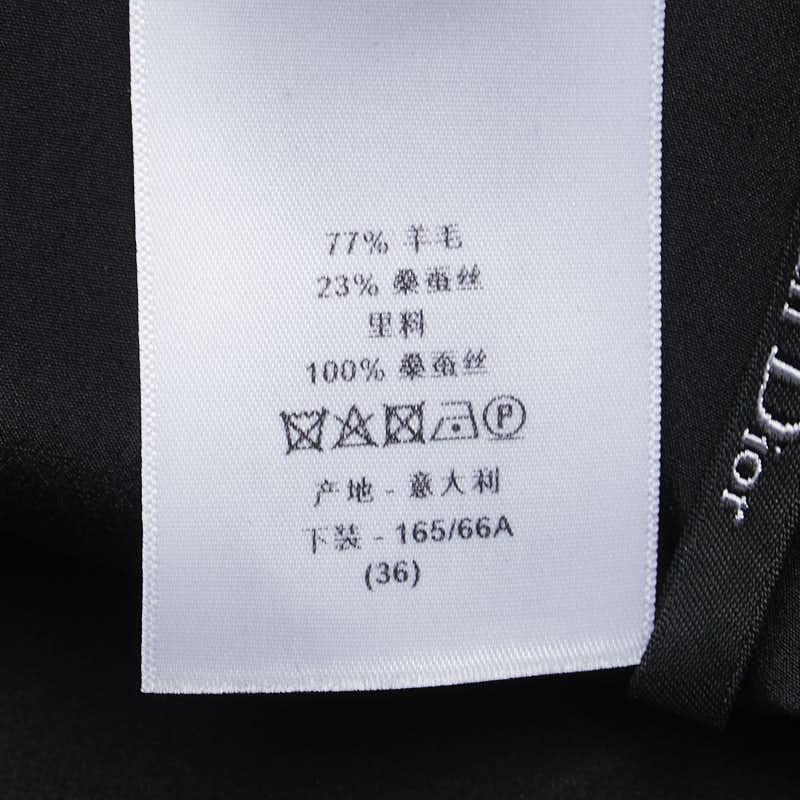 77% 羊毛
23% 桑蚕丝
里料
100% 桑蚕丝
P
产地 - 意大利
下装 - 165/66A
(36)
Dior